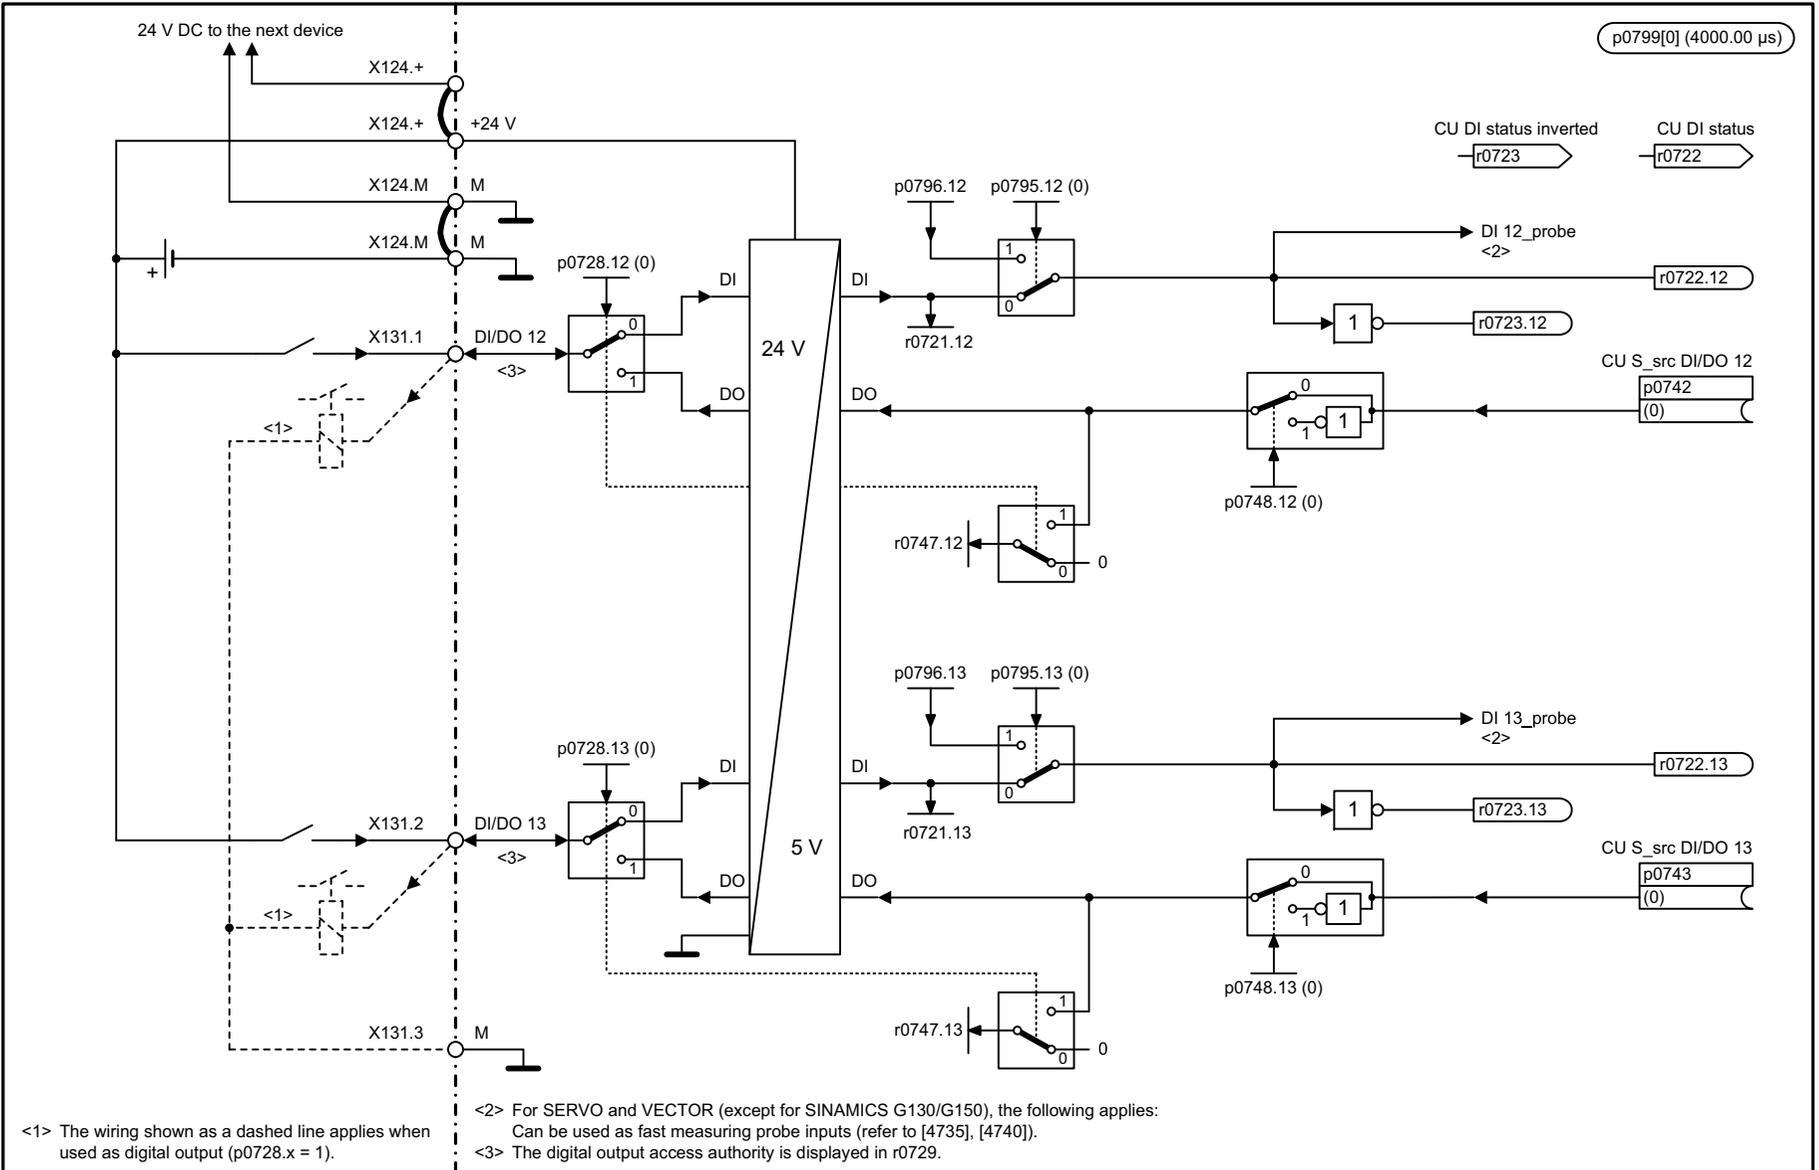 24 V DC to the next device
p0799[0] (4000.00 µs)
X124.+
X124.+
+24 V
CU DI status inverted
CU DI status
r0723
r0722
X124.M
M
p0796.12
p0795.12 (0)
X124.M
M
DI 12_probe
<2>
+
p0728.12 (0)
1
DI
DI
0
r0722.12
0
r0721.12
1
r0723.12
X131.1
DI/DO 12
24 V
<3>
1
CU S_src DI/DO 12
DO
DO
0
p0742
1
1
(0)
<1>
p0748.12 (0)
1
r0747.12
0
0
p0796.13
p0795.13 (0)
DI 13_probe
<2>
p0728.13 (0)
1
DI
DI
0
r0722.13
0
r0721.13
1
r0723.13
X131.2
DI/DO 13
5 V
<3>
1
CU S_src DI/DO 13
DO
DO
0
p0743
1
1
(0)
<1>
p0748.13 (0)
1
r0747.13
0
0
X131.3
M
<1> The wiring shown as a dashed line applies when
used as digital output (p0728.x = 1).
<2> For SERVO and VECTOR (except for SINAMICS G130/G150), the following applies:
Can be used as fast measuring probe inputs (refer to [4735], [4740]).
<3> The digital output access authority is displayed in r0729.